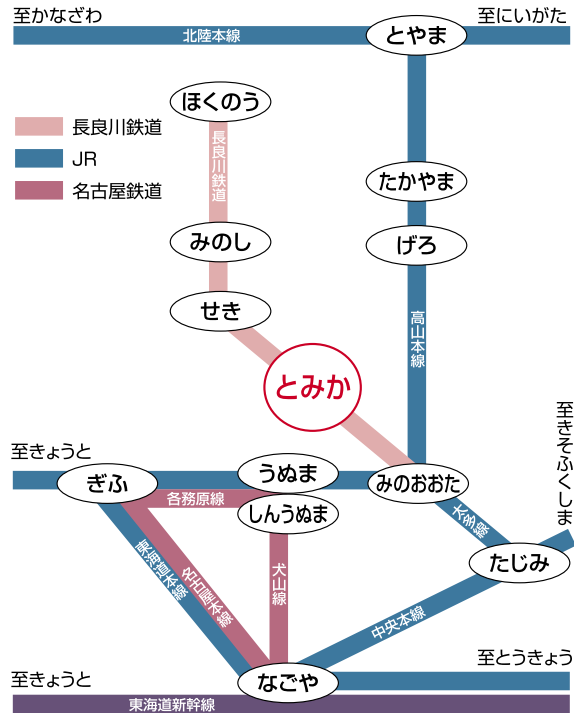 至かなざわ
至にいがた
北陸本線
とやま
ほくのう
長良川鉄道
JR
名古屋鉄道
長良川鉄道
たかやま
みのし
げろ
せき
高山本線
とみか
至きそふくしま
至きょうと
うぬま
ぎふ
みのおおた
各務原線
しんうぬま
太多線
東海道本線
名古屋本線
犬山線
たじみ
中央本線
至とうきょう
至きょうと
なごや
東海道新幹線